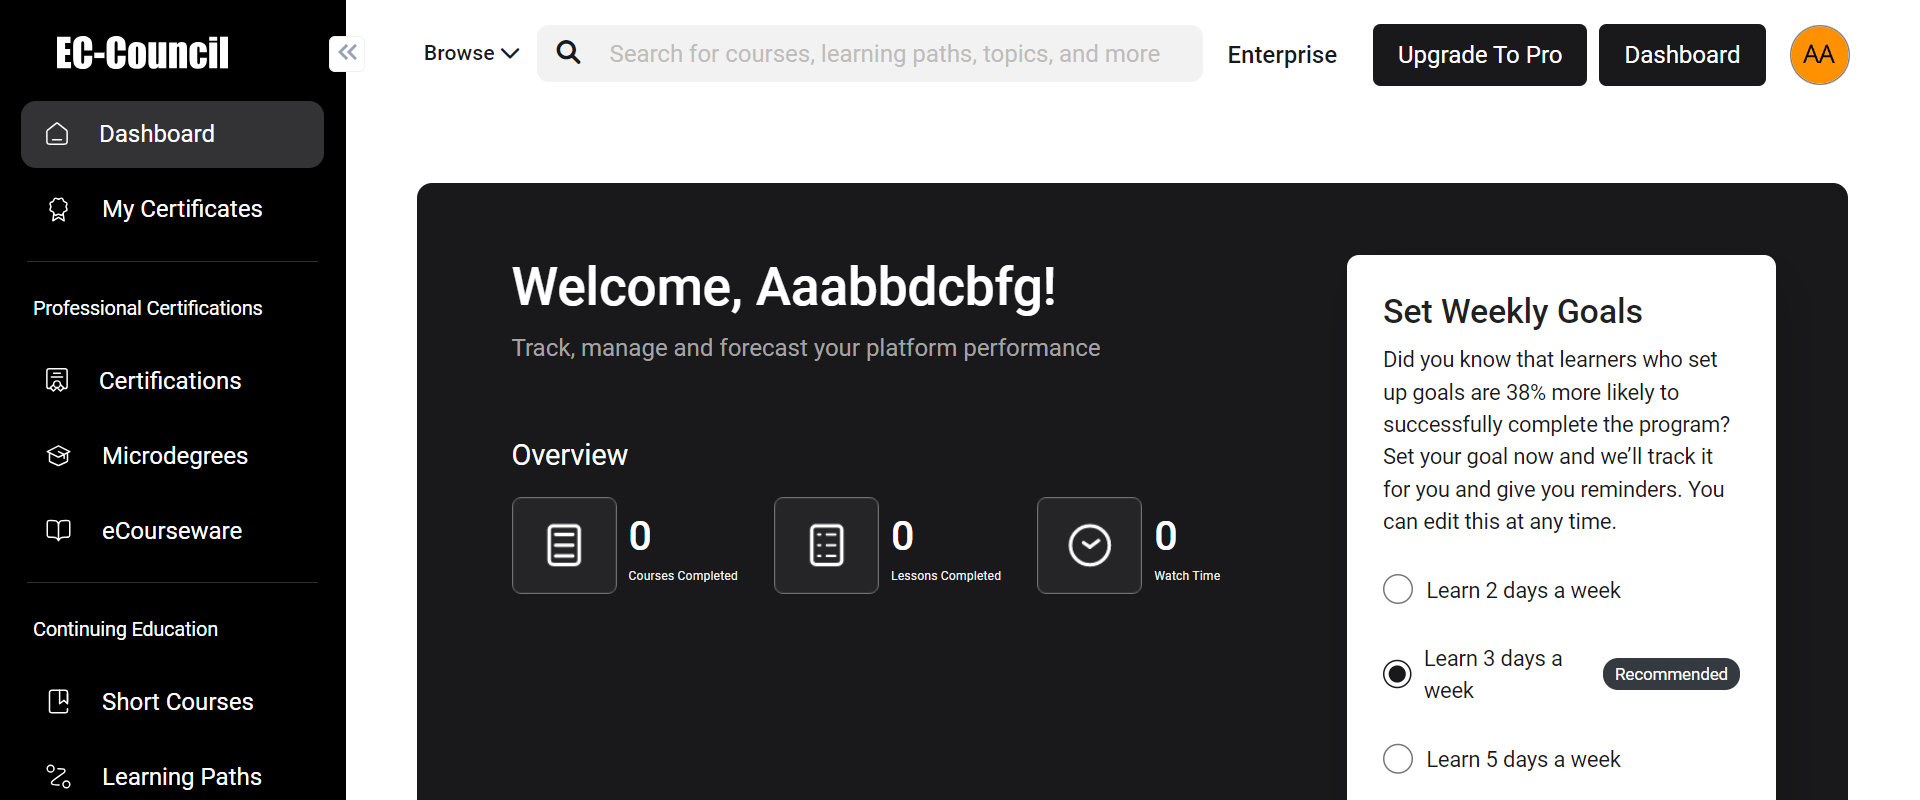 EC-Council
Dashboard
My Certificates
Professional Certifications
Certifications
Microdegrees
eCourseware
Continuing Education
Short Courses
Learning Paths
Browse
Search for courses, learning paths, topics, and more
Enterprise
Upgrade To Pro
Dashboard
AA
Welcome, Aaabbdcbfg!
Track, manage and forecast your platform performance
Overview
0
Courses Completed
0
Lessons Completed
0
Watch Time
Set Weekly Goals
Did you know that learners who set
up goals are 38% more likely to
successfully complete the program?
Set your goal now and we’ll track it
for you and give you reminders. You
can edit this at any time.
Learn 2 days a week
Learn 3 days a
week
Recommended
Learn 5 days a week